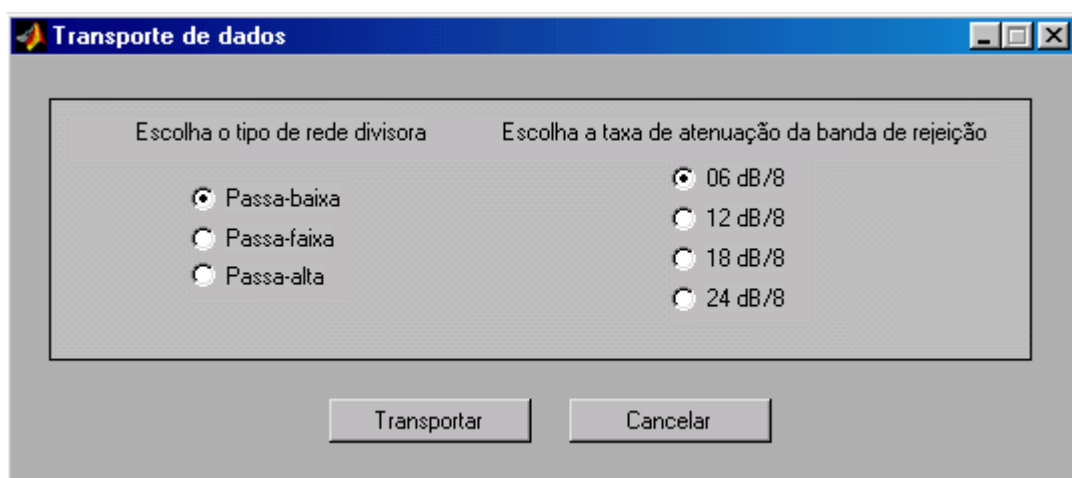 Transporte de dados
Escolha o tipo de rede divisora
Passa-baixa
Passa-faixa
Passa-alta
Escolha a taxa de atenuação da banda de rejeição
06 dB/8
12 dB/8
18 dB/8
24 dB/8
Transportar
Cancelar